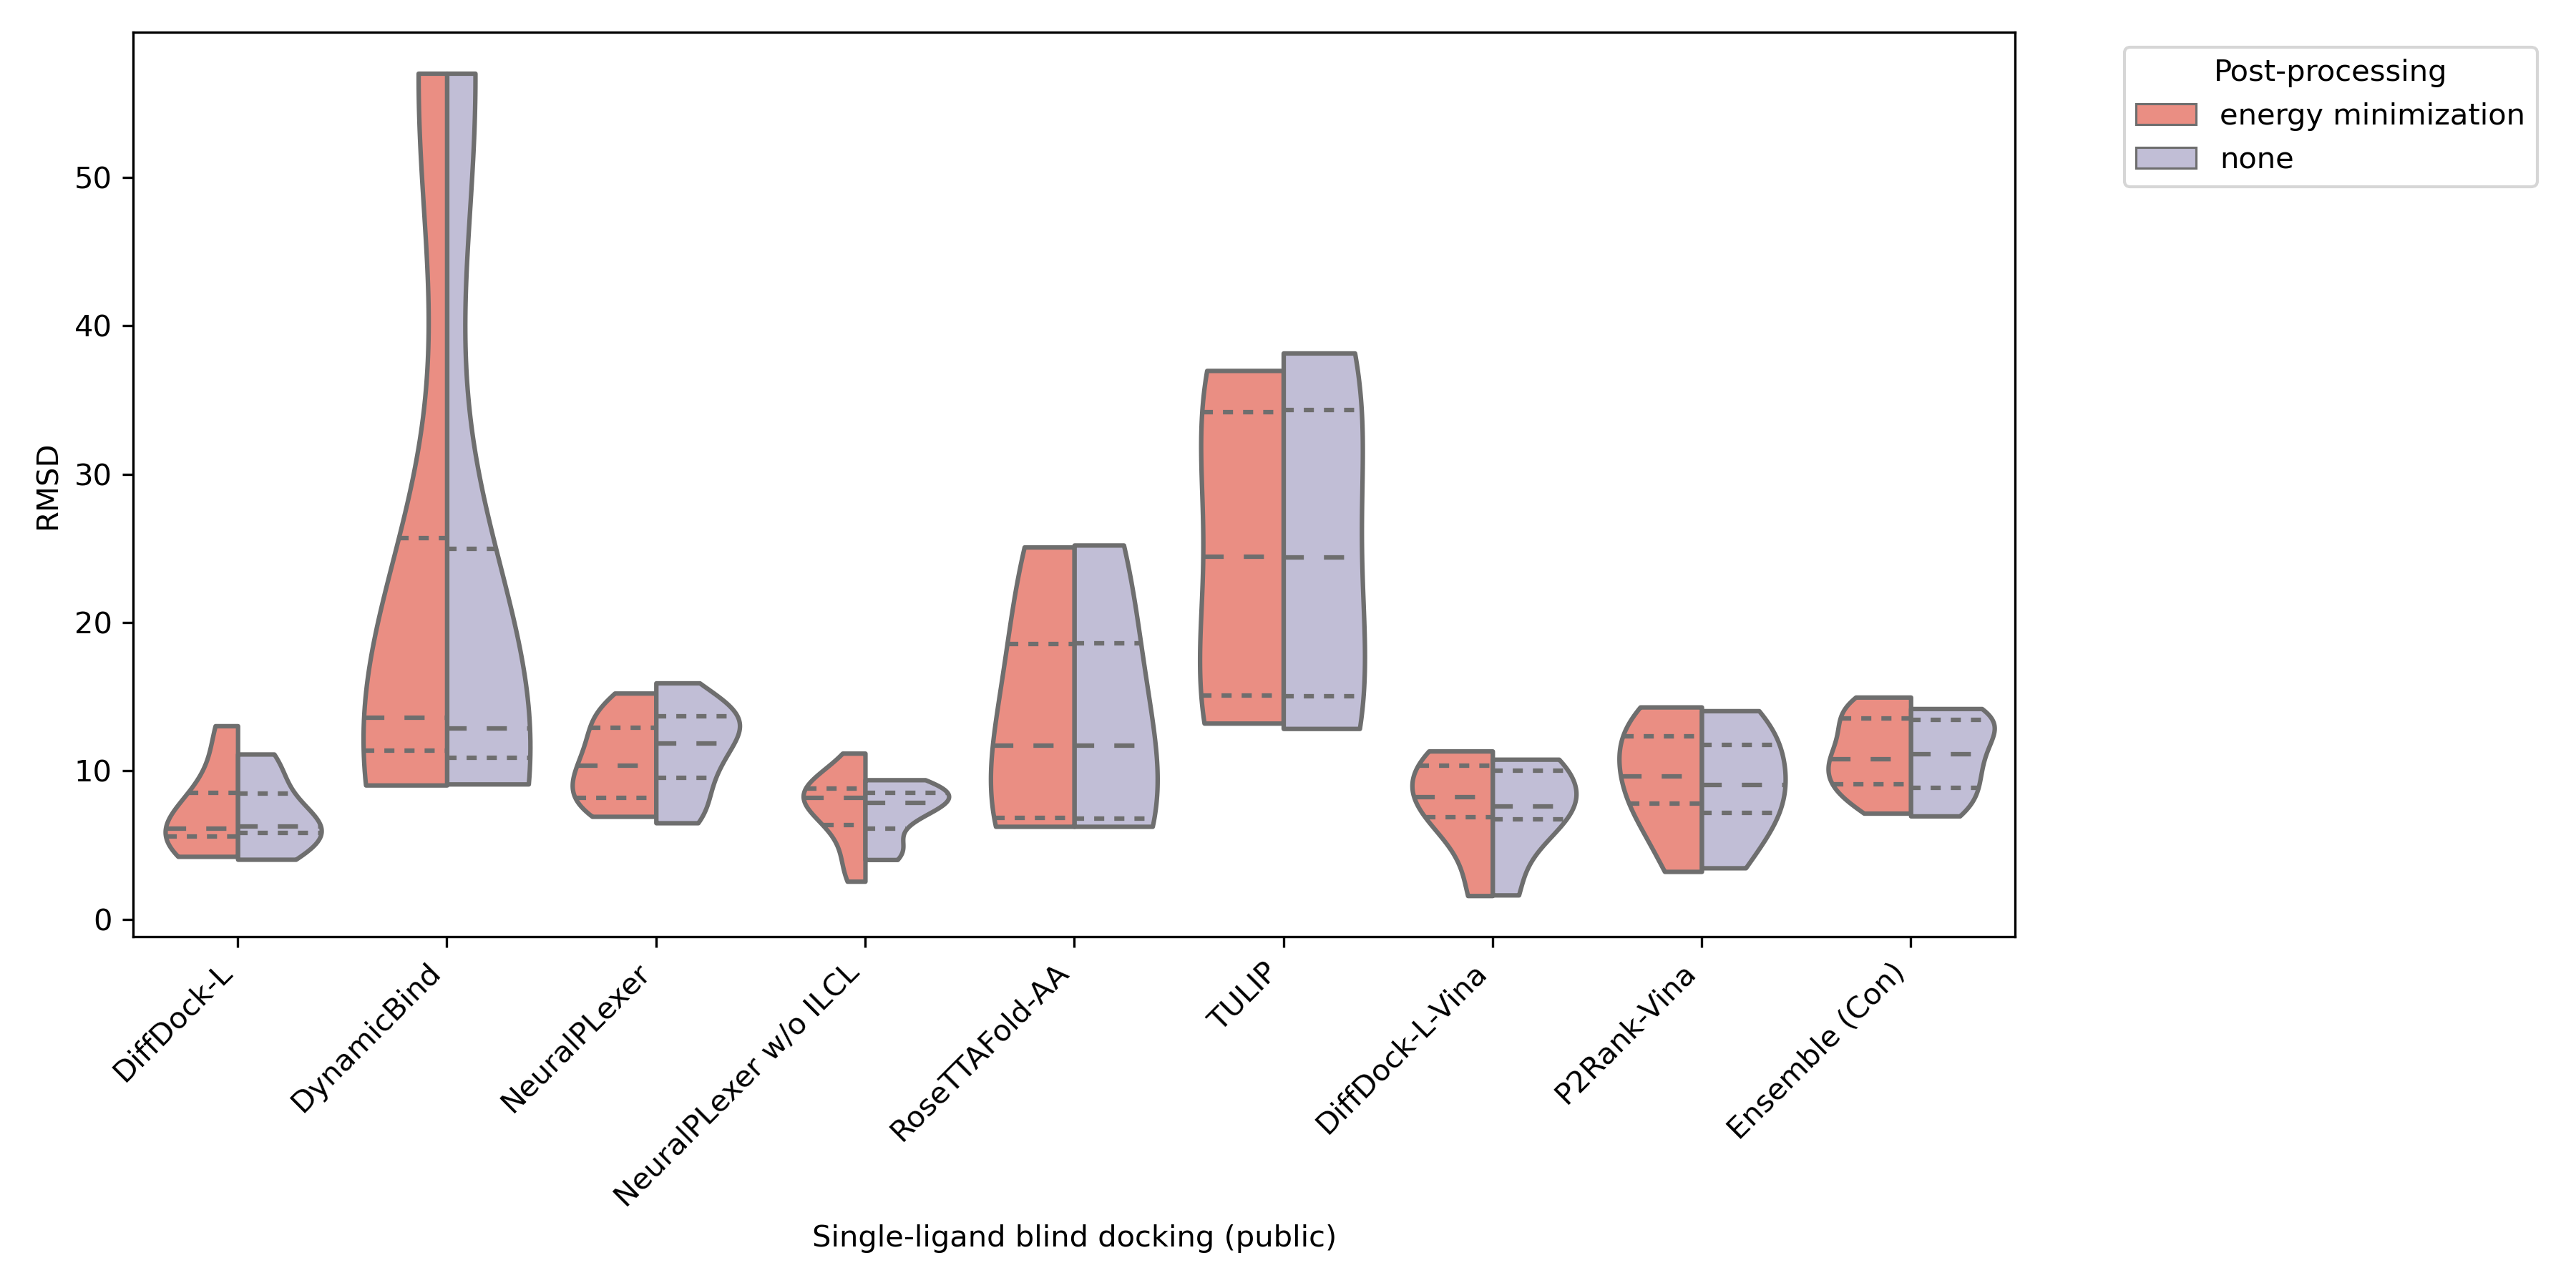 Post-processing
energy minimization
none
RMSD
50
40
30
20
10
0
DiffDock-L
DynamicBind
NeuralPLexer
NeuralPLexer w/o ILCL
RoseTTAFold-AA
TULIP
DiffDock-L-Vina
P2Rank-Vina
Ensemble (Con)
Single-ligand blind docking (public)